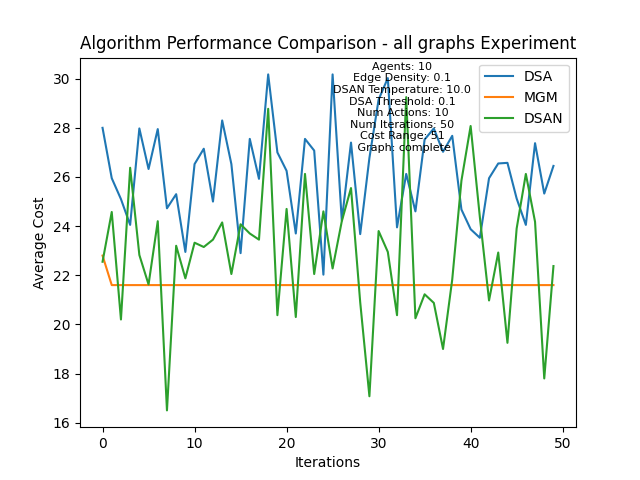 Algorithm Performance Comparison - all graphs Experiment
Agents: 10
Edge Density: 0.1
DSAN Temperature: 10.0
DSA Threshold: 0.1
Num Actions: 10
Num Iterations: 50
Cost Range: 51
Graph: complete
DSA
MGM
DSAN
Average Cost
30
28
26
24
22
20
18
16
0
10
20
30
40
50
Iterations